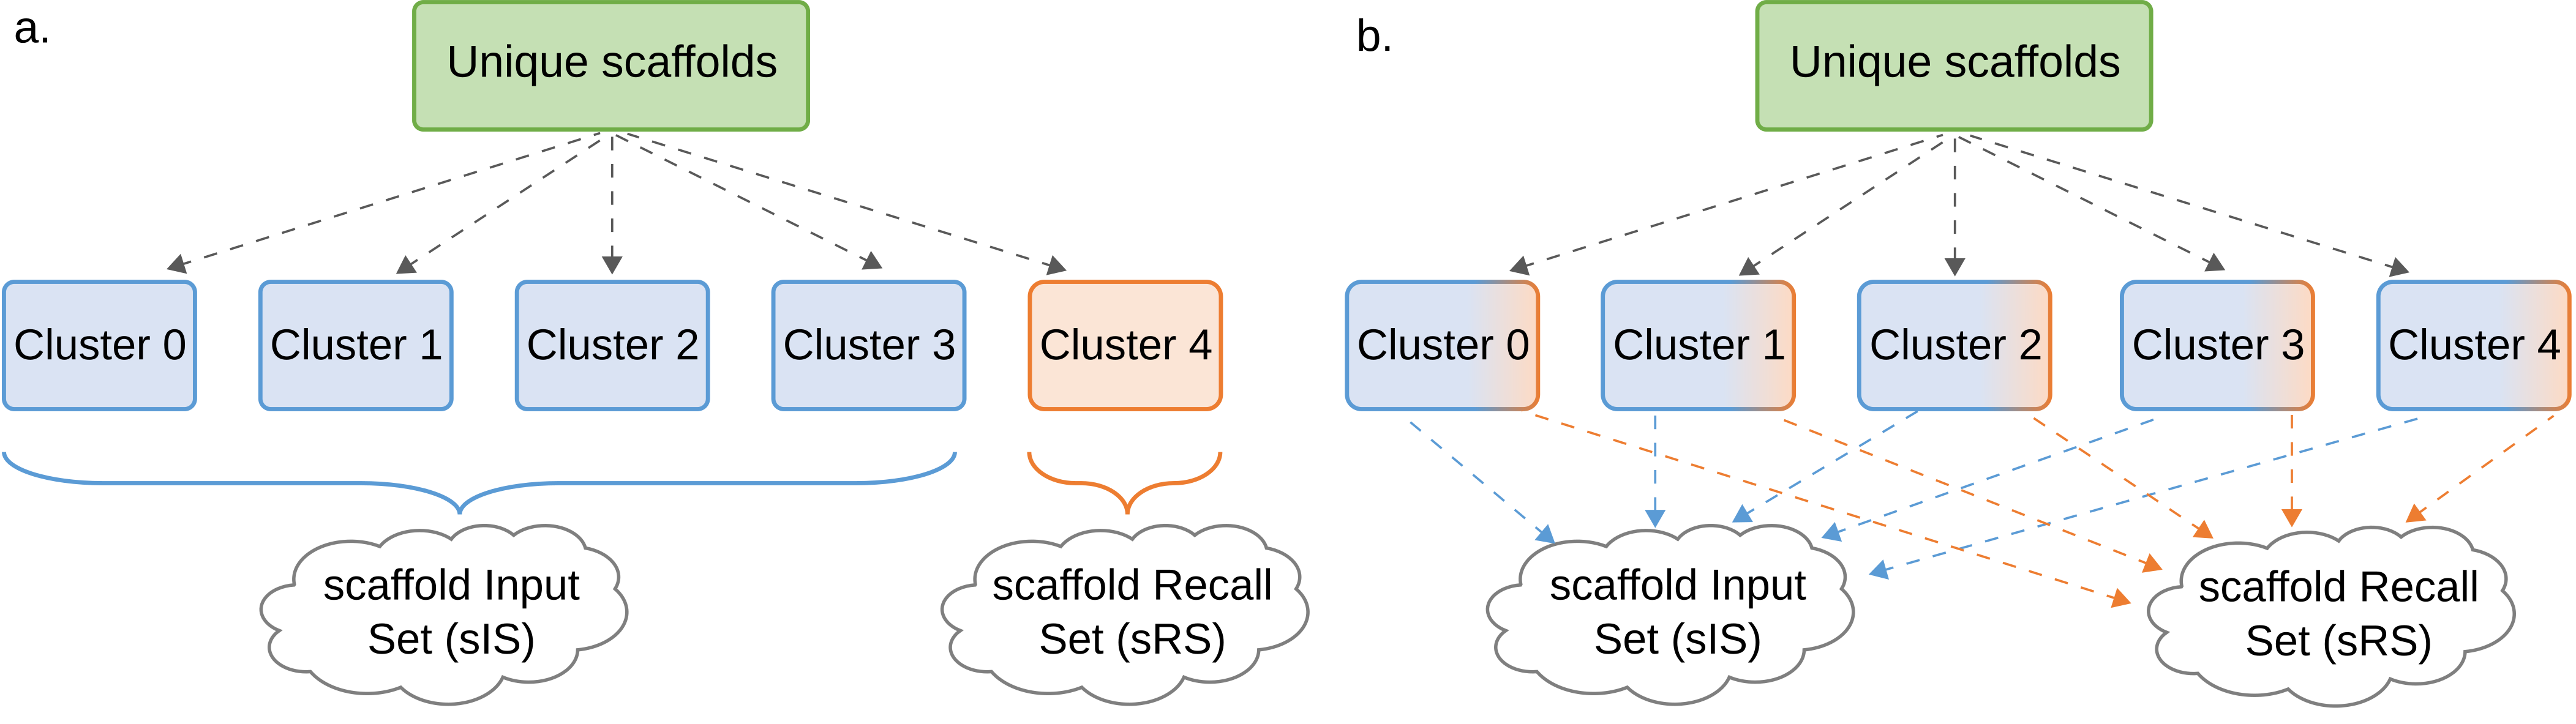 a.
Unique scaffolds
Cluster 0
Cluster 1
Cluster 2
Cluster 3
Cluster 4
scaffold Input
Set (sIS)
scaffold Recall
Set (sRS)
b.
Unique scaffolds
Cluster 0
Cluster 1
Cluster 2
Cluster 3
Cluster 4
scaffold Input
Set (sIS)
scaffold Recall
Set (sRS)